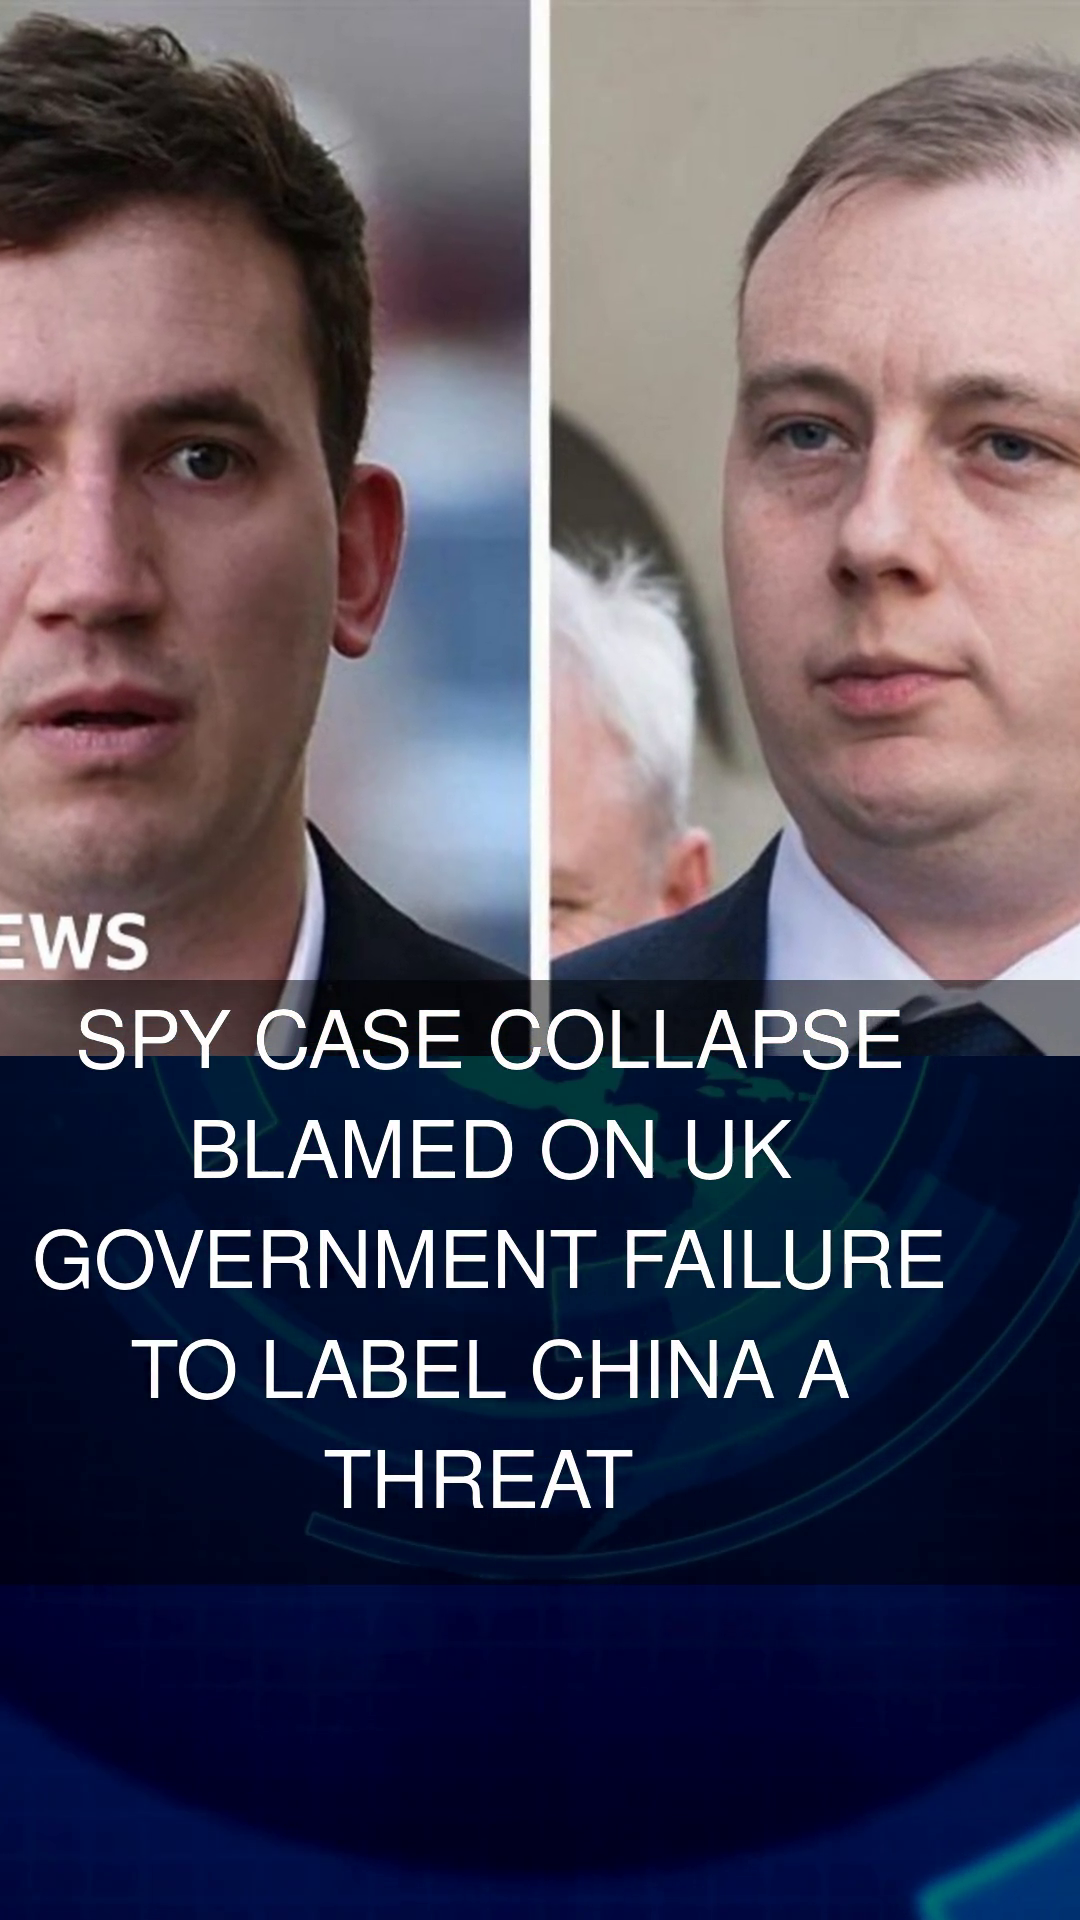 EWS
SPY CASE COLLAPSE
BLAMED ON UK
GOVERNMENT FAILURE
TO LABEL CHINA A
THREAT